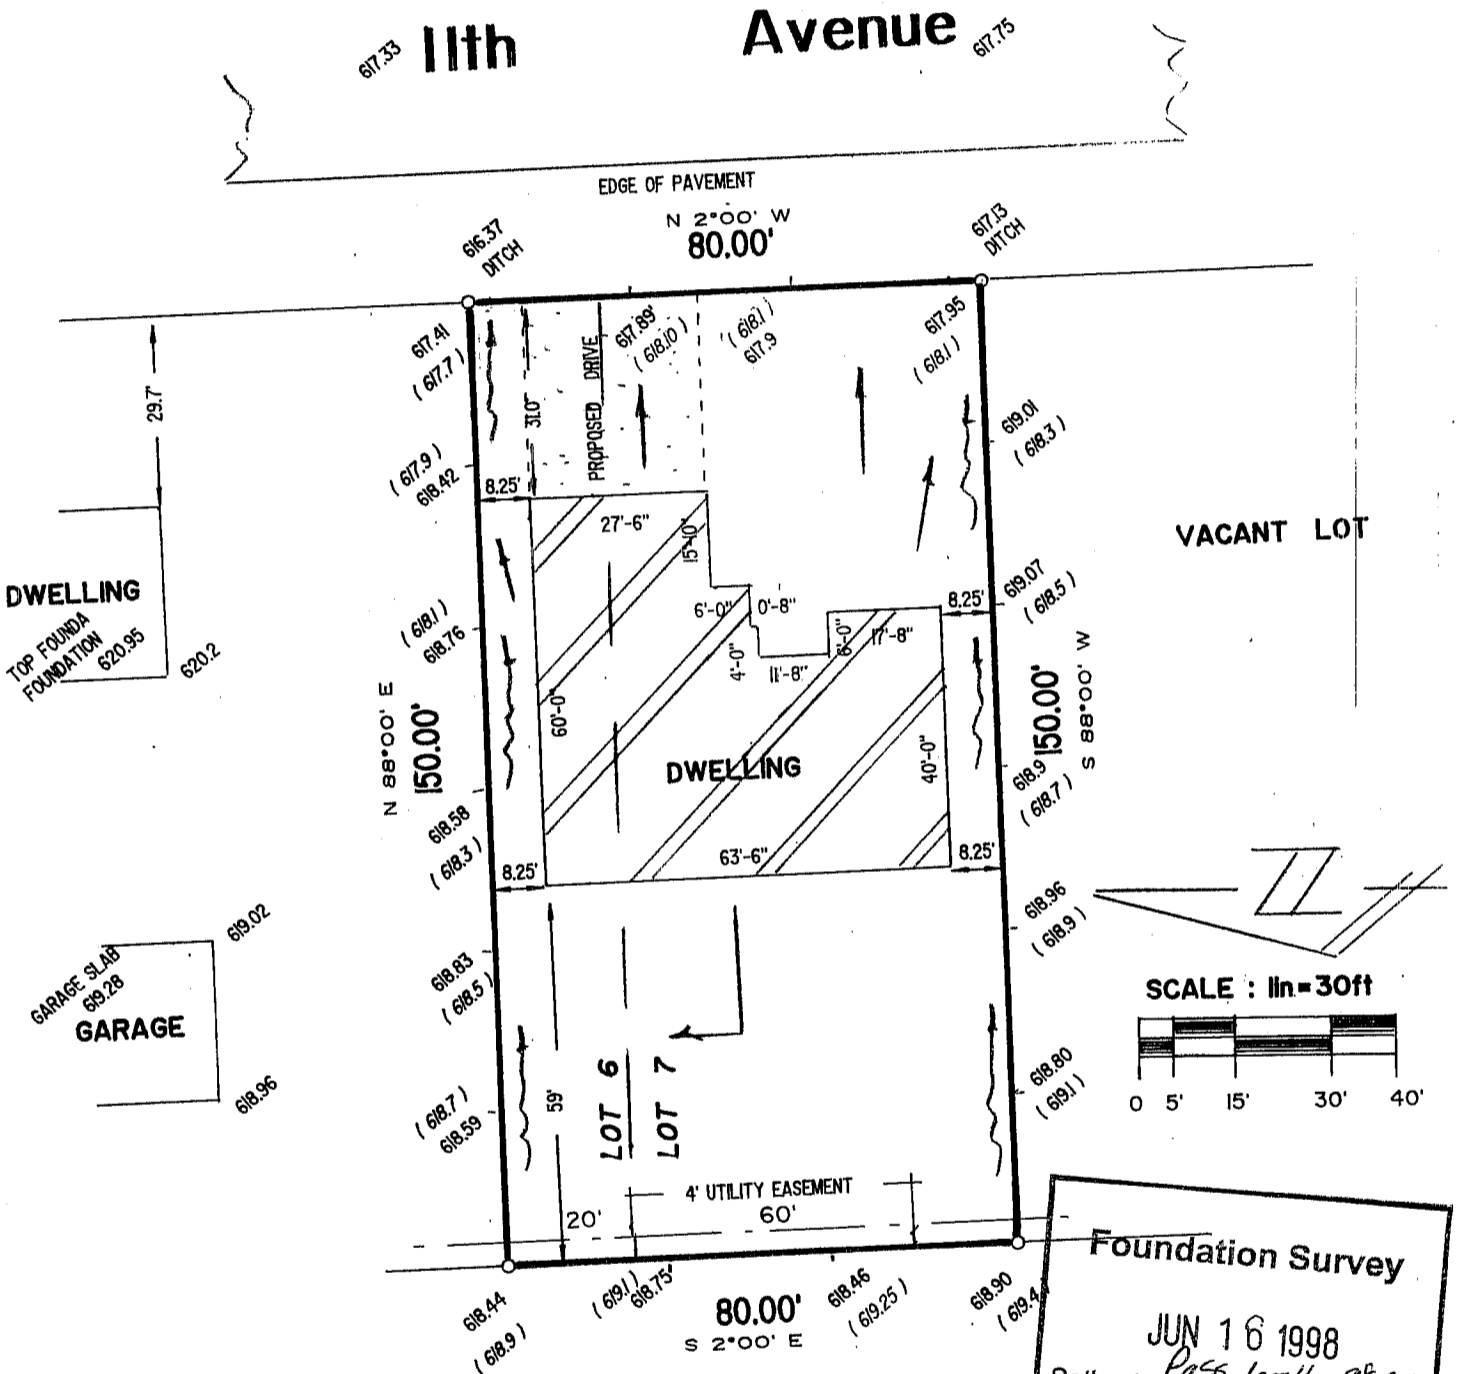 11th Avenue
617.33
617.75
EDGE OF PAVEMENT
N 2°00' W
80.00'
616.37
DITCH
617.13
DITCH
617.41
( 617.7 )
617.89'
( 618.10 )
( 618.1 )
617.9
617.95
( 618.1 )
29.7'
31.0'
PROPOSED DRIVE
619.01
( 618.3 )
( 617.9 )
618.42
8.25'
27'-6"
15'-10"
VACANT LOT
DWELLING
TOP FOUNDA
FOUNDATION
620.95
620.2
6'-0"
0'-8"
8.25'
619.07
( 618.5 )
( 618.1 )
618.76
4'-0"
11'-8"
6'-0"
17'-8"
60'-0"
N 88°00' E
150.00'
150.00'
S 88°00' W
DWELLING
40'-0"
618.9
( 618.7 )
618.58
( 618.3 )
8.25'
63'-6"
8.25'
618.96
( 618.9 )
619.02
GARAGE SLAB
619.28
GARAGE
618.96
618.83
( 618.5 )
Z
SCALE : 1in=30ft
0 5' 15' 30' 40'
618.80
( 619.1 )
59'
LOT 6
LOT 7
( 618.7 )
618.59
4' UTILITY EASEMENT
20'
60'
618.44
( 618.9 )
( 619.1 )
618.75'
80.00'
S 2°00' E
618.46
( 619.25 )
618.90
( 619.4
Foundation Survey
JUN 16 1998
Pass